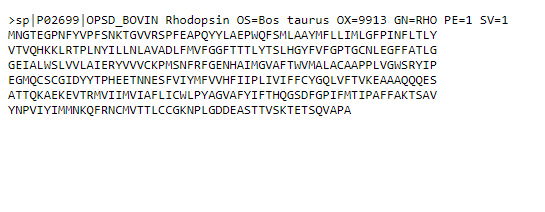 >sp|P02699|OPSD_BOVIN Rhodopsin OS=Bos taurus OX=9913 GN=RHO PE=1 SV=1
MNGTEGPNFYVPFSNKTGVVRSPFEAPQYYLAEPWQFSMLAAYMFLLIMLGFPINFLTLY
VTVQHKKLRTPLNYILLNLAVADLFMVFGGFTTTLYTSLHGYFVFGPTGCNLEGFFATLG
GEIALWSLVVLAIERYVVVCKPMSNFRFGENHAIMGVAFTWVMALACAAPPLVGWSRYIP
EGMQCSCGIDYYTPHEETNNESFVIYMFVVHFIIPLIVIFFCYGQLVFTVKEAAAQQQES
ATTQKAEKEVTRMVIIMVIAFLICWLPYAGVAFYIFTHQGSDFGPIFMTIPAFFAKTSAV
YNPVIYIMMNKQFRNCMVTTLCCGKNPLGDDEASTTVSKTETSQVAPA